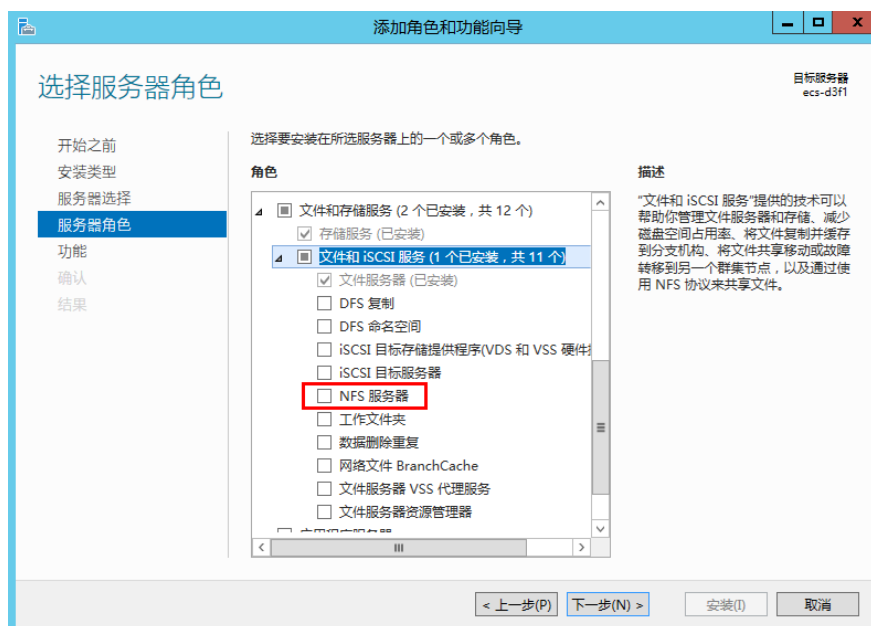 添加角色和功能向导
选择服务器角色
目标服务器
ecs-d3f1
开始之前
安装类型
服务器选择
服务器角色
功能
确认
结果
选择要安装在所选服务器上的一个或多个角色。
角色
文件和存储服务 (2 个已安装，共 12 个)
存储服务 (已安装)
文件和 iSCSI 服务 (1 个已安装，共 11 个)
文件服务器 (已安装)
DFS 复制
DFS 命名空间
iSCSI 目标存储提供程序(VDS 和 VSS 硬件
iSCSI 目标服务器
NFS 服务器
工作文件夹
数据删除重复
网络文件 BranchCache
文件服务器 VSS 代理服务
文件服务器资源管理器
描述
"文件和 iSCSI 服务"提供的技术可以
帮助你管理文件服务器和存储、减少
磁盘空间占用率、将文件复制并缓存
到分支机构、将文件共享移动或故障
转移到另一个群集节点，以及通过使
用 NFS 协议来共享文件。
< 上一步(P)
下一步(N) >
安装(I)
取消